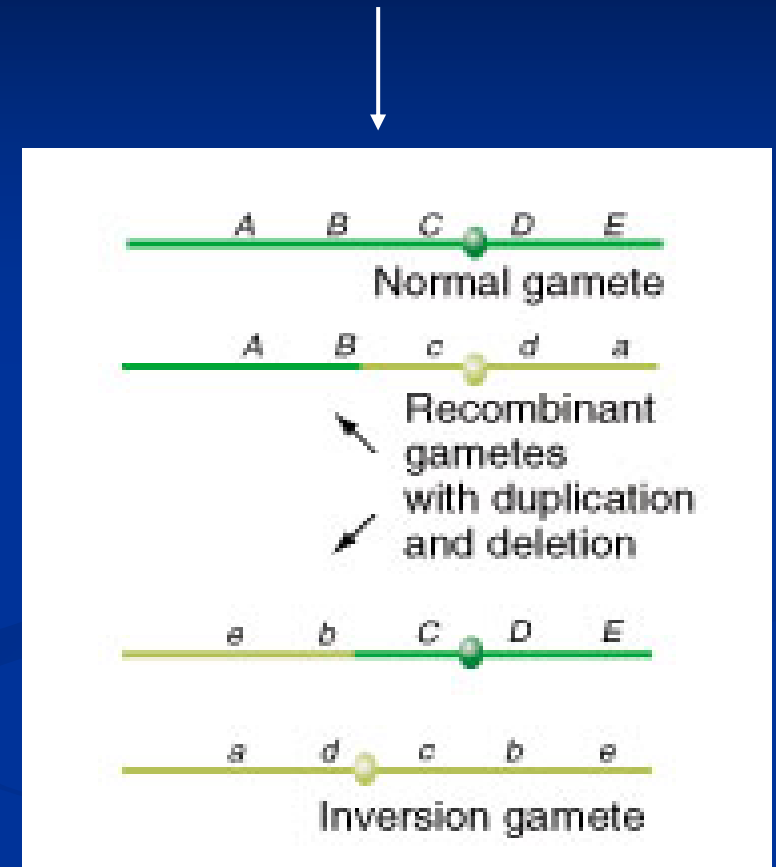 A B C D E
Normal gamete
A B c d a
Recombinant
gametes
with duplication
and deletion
e b C D E
a d c b e
Inversion gamete